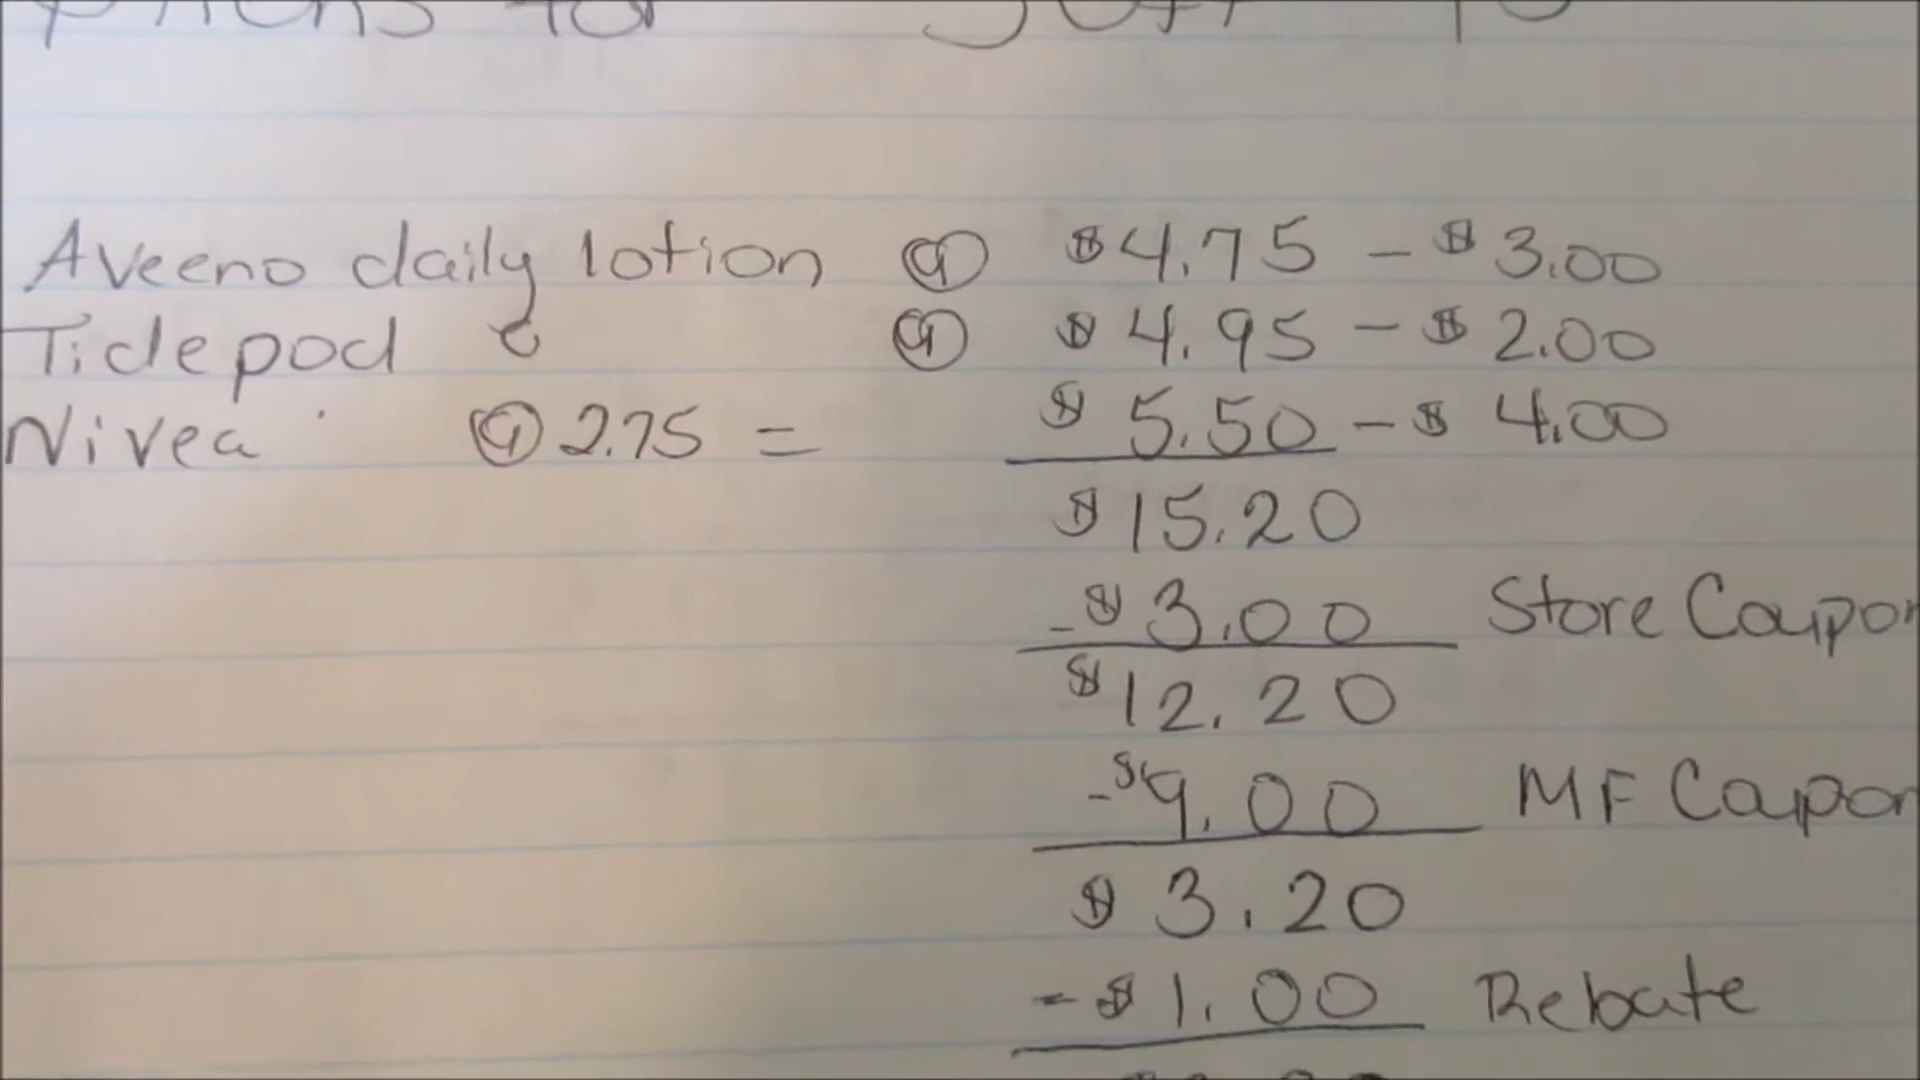 for
Aveeno daily lotion @ $4.75 - $3.00
Tidepod @ $4.95 - $2.00
Nivea @ 2.75 = $5.50 - $4.00
$15.20
- $3.00 Store Coupon
$12.20
- $9.00 MF Coupon
$3.20
- $1.00 Rebate